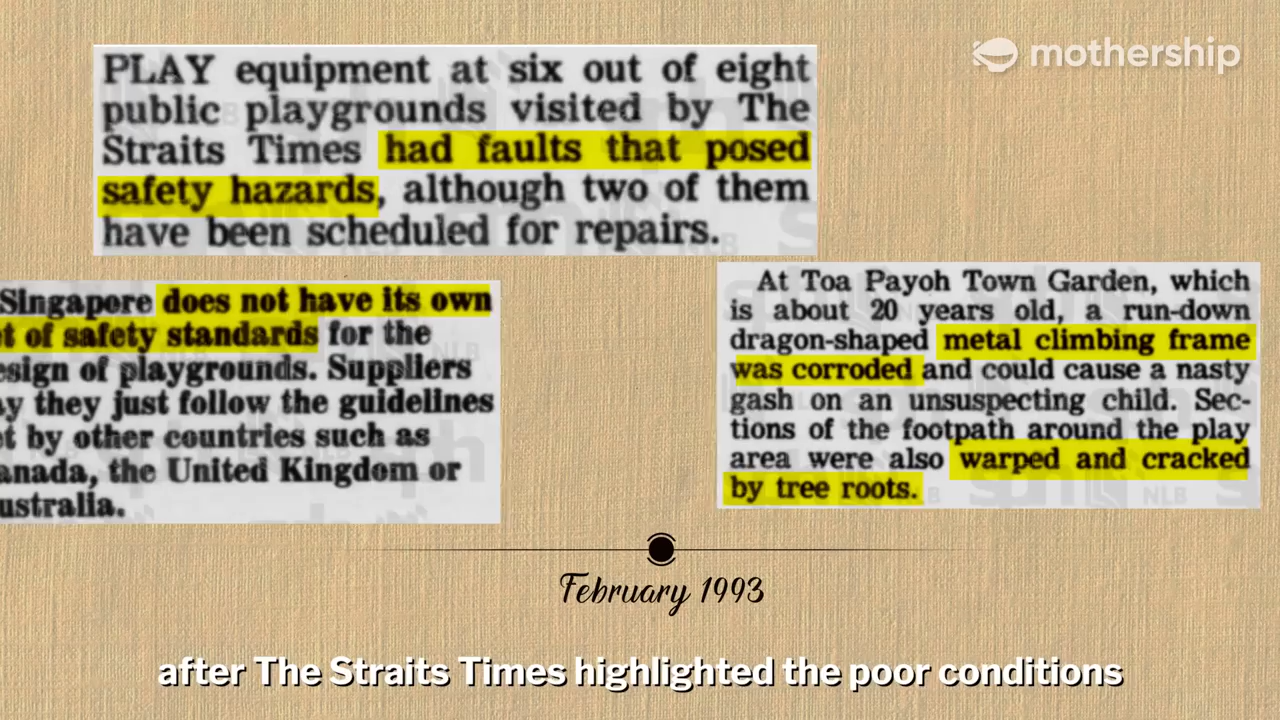 mothership
PLAY equipment at six out of eight
public playgrounds visited by The
Straits Times had faults that posed
safety hazards, although two of them
have been scheduled for repairs.
Singapore does not have its own
t of safety standards for the
esign of playgrounds. Suppliers
ay they just follow the guidelines
et by other countries such as
anada, the United Kingdom or
ustralia.
At Toa Payoh Town Garden, which
is about 20 years old, a run-down
dragon-shaped metal climbing frame
was corroded and could cause a nasty
gash on an unsuspecting child. Sec-
tions of the footpath around the play
area were also warped and cracked
by tree roots.
February 1993
after The Straits Times highlighted the poor conditions